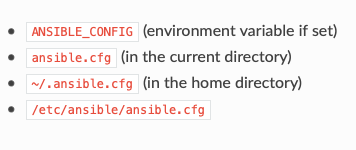 ANSIBLE_CONFIG (environment variable if set)
ansible.cfg (in the current directory)
~/.ansible.cfg (in the home directory)
/etc/ansible/ansible.cfg